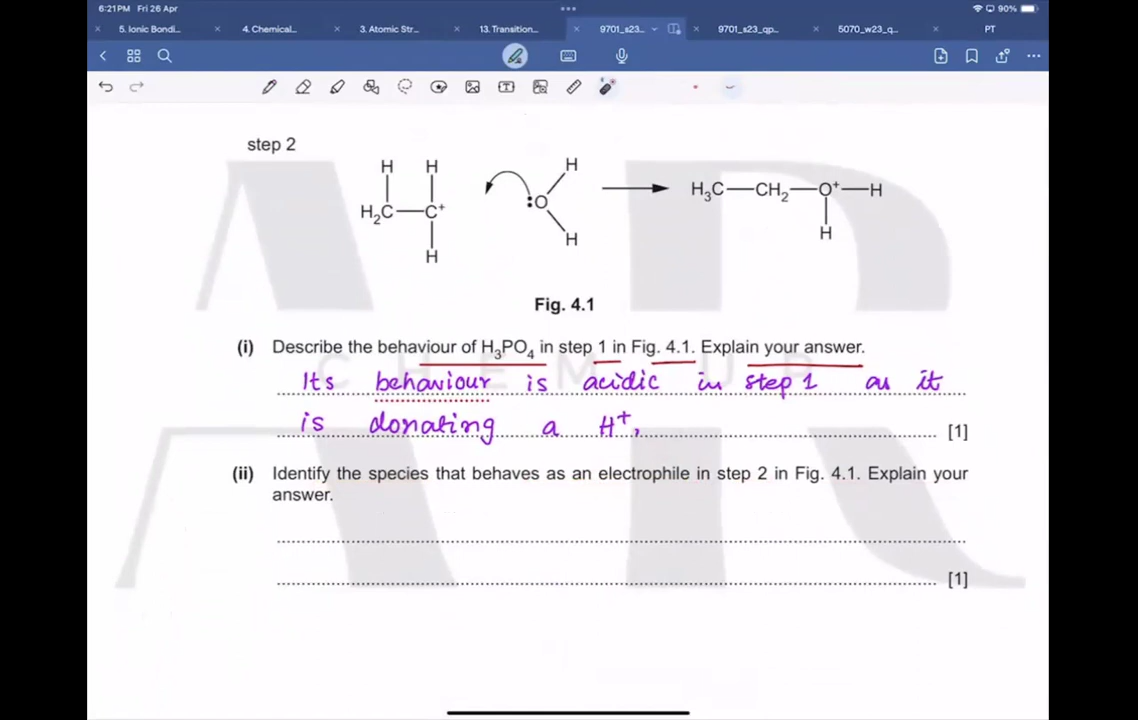 6:21PM Fri 26 Apr
90%
5. Ionic Bondi...
4. Chemical...
3. Atomic Str...
13. Transition...
9701_s23...
9701_s23_qp...
5070_w23_q...
PT
step 2
H H H
H₂C—C⁺ :O H₃C—CH₂—O⁺—H
H H H
Fig. 4.1
(i) Describe the behaviour of H₃PO₄ in step 1 in Fig. 4.1. Explain your answer.
Its behaviour is acidic in step 1 as it
is donating a H⁺,
[1]
(ii) Identify the species that behaves as an electrophile in step 2 in Fig. 4.1. Explain your
answer.
[1]
AR
CHEM UP